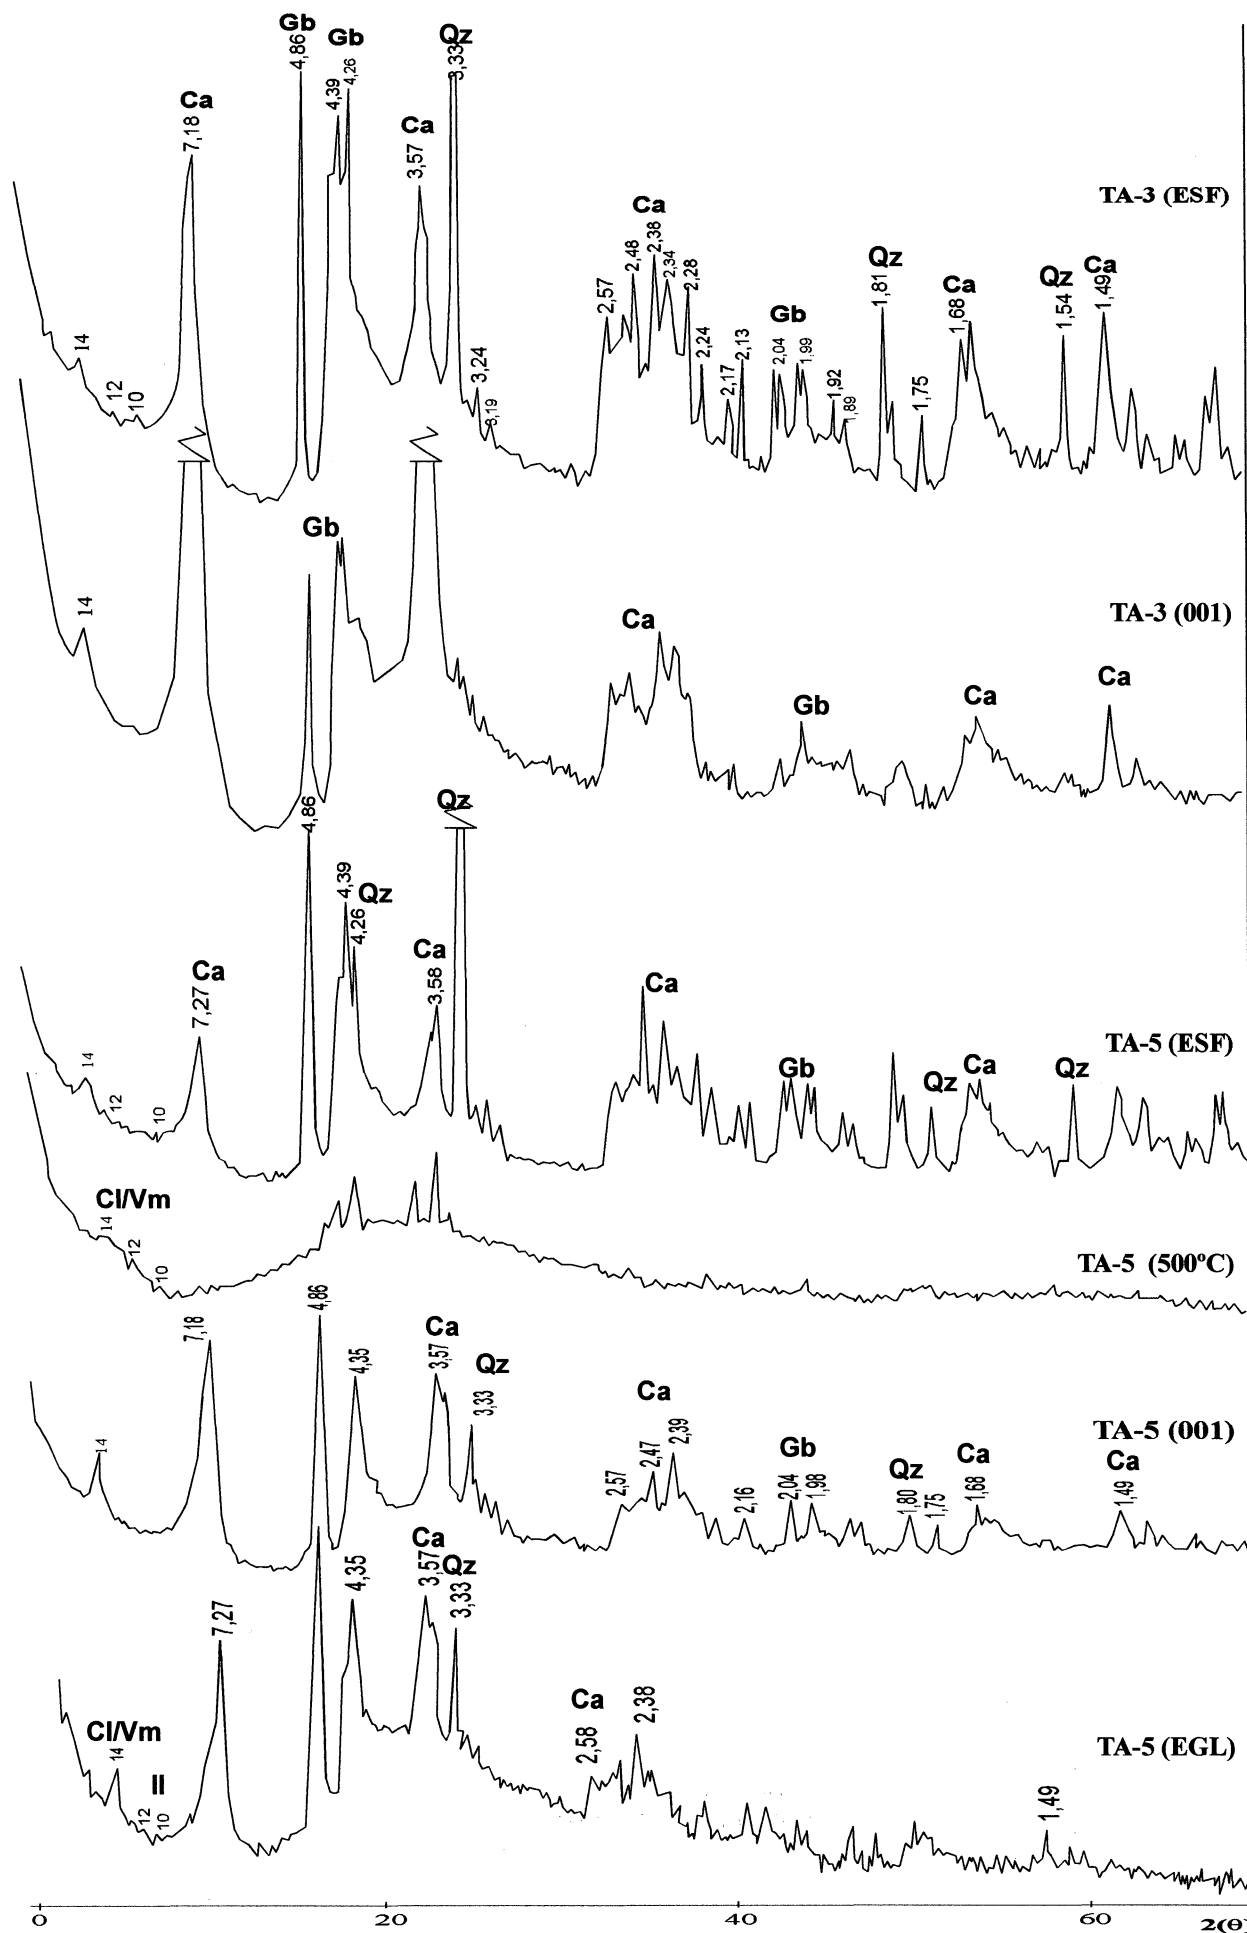 Gb
4,86
Gb
4,39
4,26
Qz
3,33
Ca
7,18
Ca
3,57
TA-3 (ESF)
14
12
10
3,24
3,19
2,57
2,48
Ca
2,38
2,34
2,28
2,24
2,17
2,13
Gb
2,04
1,99
1,92
1,89
Qz
1,81
1,75
Ca
1,68
Qz
1,54
Ca
1,49
14
Gb
Ca
Gb
Ca
Ca
TA-3 (001)
4,86
Qz
4,39
Qz
4,26
Ca
7,27
Ca
3,58
14
12
10
Ca
Gb
Qz
Ca
Qz
TA-5 (ESF)
Cl/Vm
14
12
10
TA-5 (500ºC)
7,18
4,86
14
4,35
Ca
3,57
Qz
3,33
Ca
2,57
2,47
2,39
2,16
Gb
2,04
1,98
Qz
1,80
1,75
Ca
1,68
Ca
1,49
TA-5 (001)
7,27
4,35
Ca
3,57
Qz
3,33
Cl/Vm
14
Il
12
10
Ca
2,58
2,38
1,49
TA-5 (EGL)
0 20 40 60 2(θ)